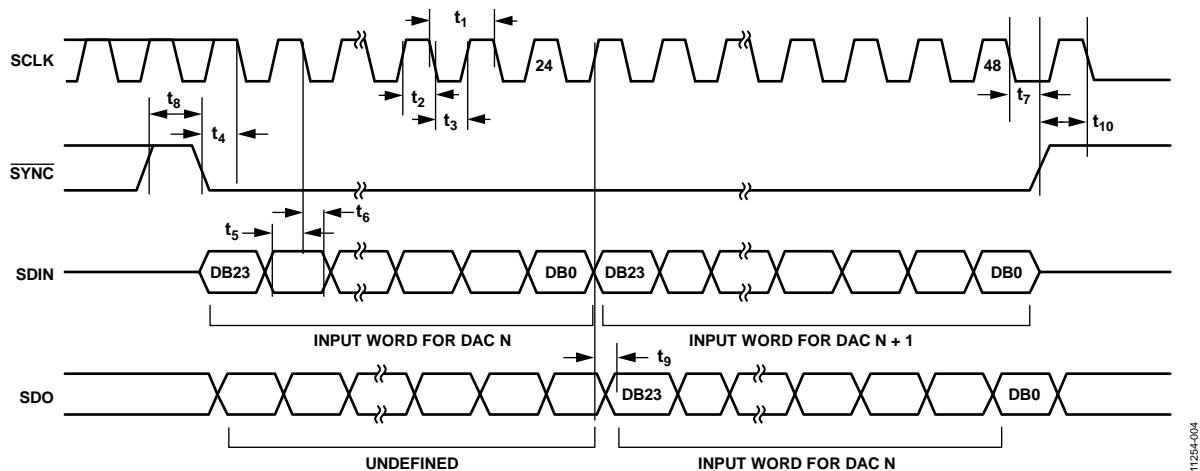 t1
SCLK
24
48
t8
t2
t7
t4
t3
t10
SYNC
t6
t5
SDIN
DB23
DB0
DB23
DB0
INPUT WORD FOR DAC N
INPUT WORD FOR DAC N + 1
t9
SDO
DB23
DB0
UNDEFINED
INPUT WORD FOR DAC N
11254-004